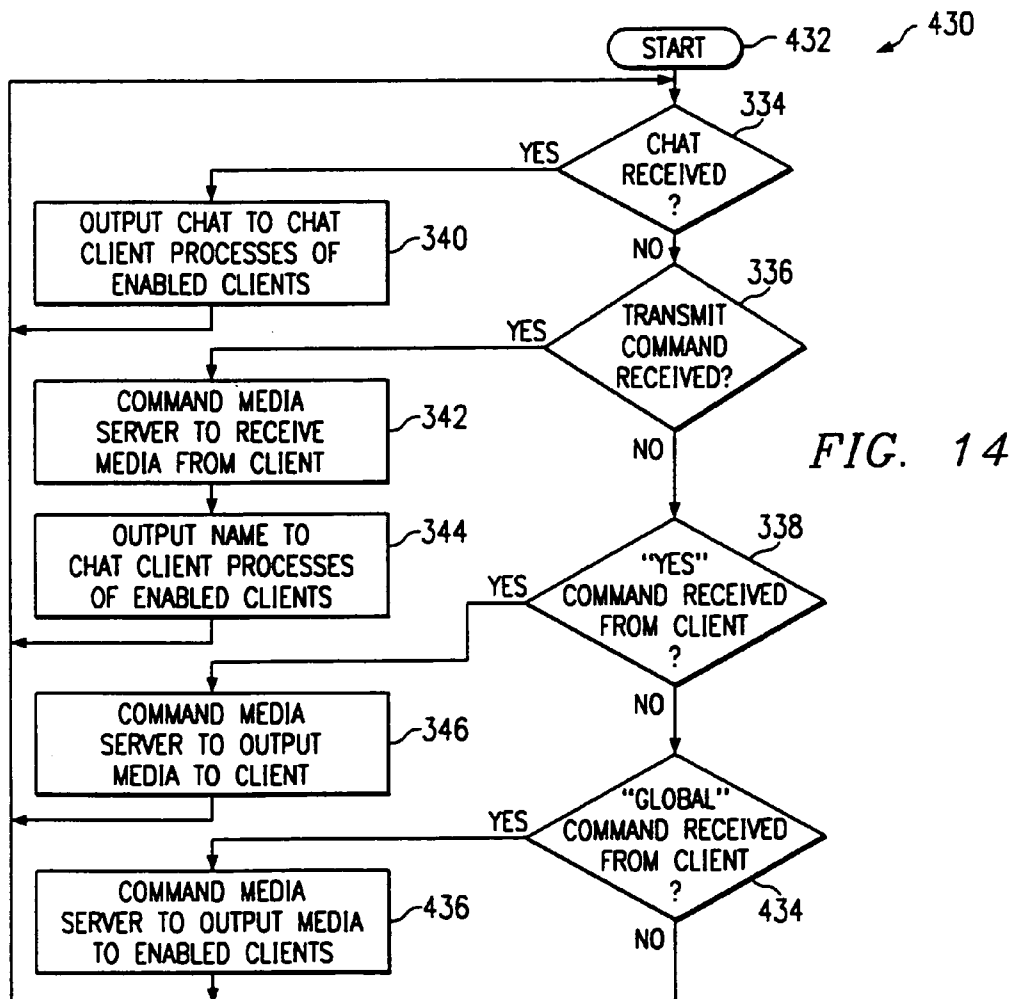 430
START
432
334
CHAT
RECEIVED
?
YES
NO
OUTPUT CHAT TO CHAT
CLIENT PROCESSES OF
ENABLED CLIENTS
340
336
TRANSMIT
COMMAND
RECEIVED?
YES
NO
COMMAND MEDIA
SERVER TO RECEIVE
MEDIA FROM CLIENT
342
FIG. 14
OUTPUT NAME TO
CHAT CLIENT PROCESSES
OF ENABLED CLIENTS
344
338
"YES"
COMMAND RECEIVED
FROM CLIENT
?
YES
NO
COMMAND MEDIA
SERVER TO OUTPUT
MEDIA TO CLIENT
346
"GLOBAL"
COMMAND RECEIVED
FROM CLIENT
?
YES
434
NO
COMMAND MEDIA
SERVER TO OUTPUT MEDIA
TO ENABLED CLIENTS
436